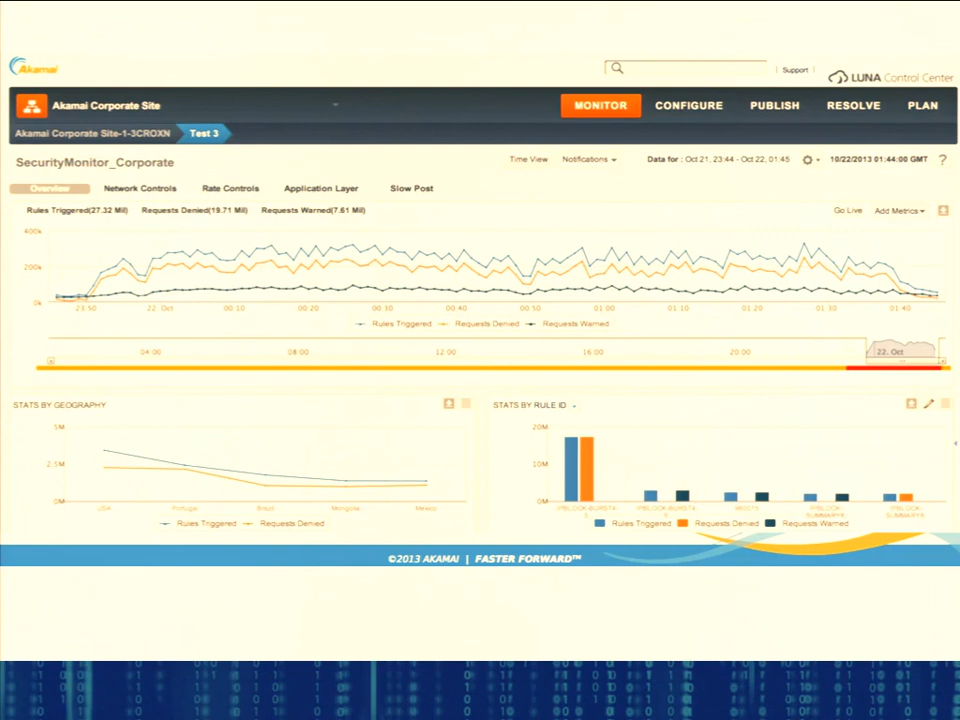 Akamai
Support
LUNA Control Center
Akamai Corporate Site
MONITOR CONFIGURE PUBLISH RESOLVE PLAN
Akamai Corporate Site-1-3CROXN Test 3
SecurityMonitor_Corporate
Time View Notifications Data for : Oct 21, 23:44 - Oct 22, 01:45 10/22/2013 01:44:00 GMT ?
Overview Network Controls Rate Controls Application Layer Slow Post
Rules Triggered(27.32 Mil) Requests Denied(19.71 Mil) Requests Warned(7.61 Mil) Go Live Add Metrics
400k
200k
0k
23:50 22. Oct 00:10 00:20 00:30 00:40 00:50 01:00 01:10 01:20 01:30 01:40
Rules Triggered Requests Denied Requests Warned
04:00 08:00 12:00 16:00 20:00 22. Oct
STATS BY GEOGRAPHY
5M
2.5M
0M
USA Portugal Brazil Mongolia Mexico
Rules Triggered Requests Denied
STATS BY RULE ID
20M
10M
0M
Rules Triggered Requests Denied Requests Warned
©2013 AKAMAI | FASTER FORWARD™